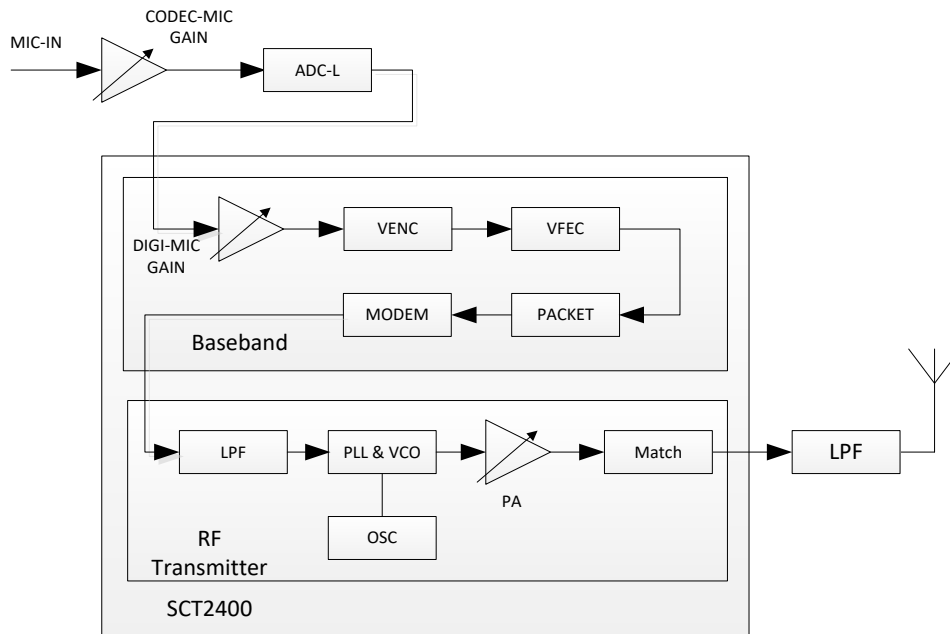 CODEC-MIC
GAIN
MIC-IN
ADC-L
DIGI-MIC
GAIN
VENC
VFEC
MODEM
PACKET
Baseband
LPF
PLL & VCO
PA
Match
LPF
OSC
RF
Transmitter
SCT2400